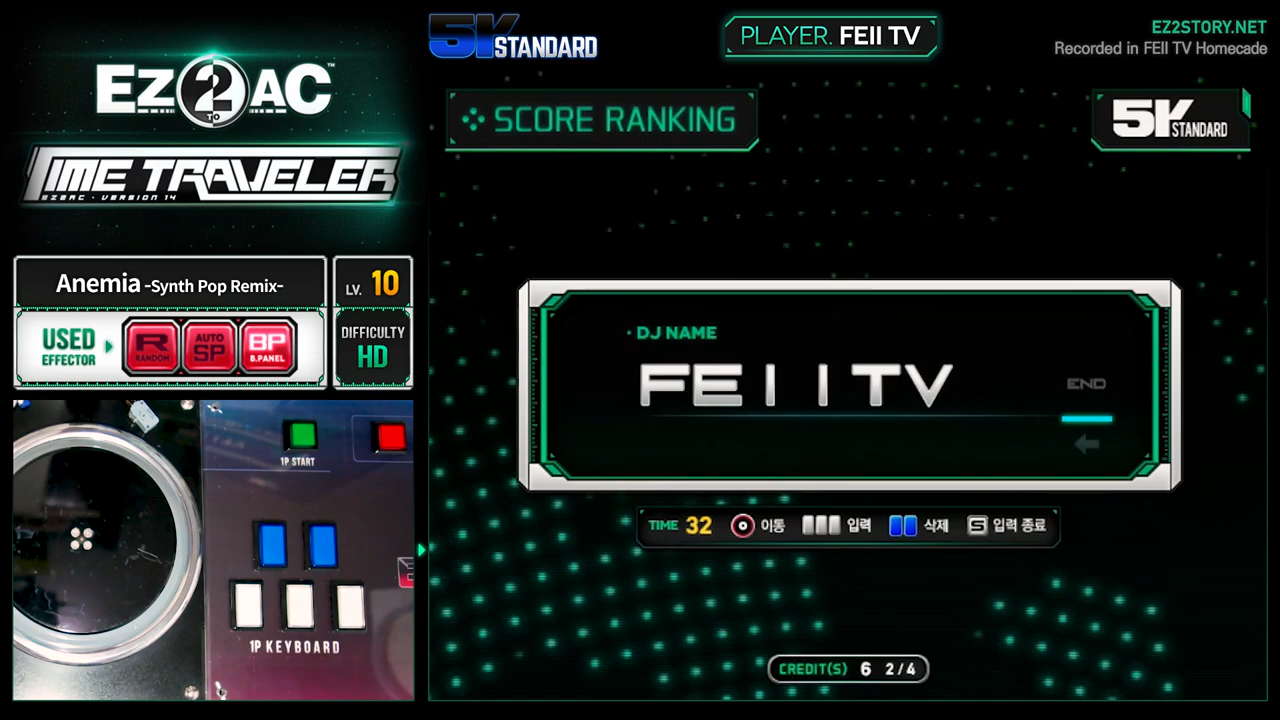 EZ2AC™
TO
TIME TRAVELER
EZ2AC · VERSION 14
Anemia -Synth Pop Remix-
LV. 10
USED
EFFECTOR
R
RANDOM
AUTO
SP
BP
B.PANEL
DIFFICULTY
HD
1P START
1P KEYBOARD
5K STANDARD
PLAYER. FEII TV
EZ2STORY.NET
Recorded in FEII TV Homecade
SCORE RANKING
5K STANDARD
· DJ NAME
FEIITV
END
TIME 32 이동 입력 삭제 S 입력 종료
CREDIT(S) 6 2/4